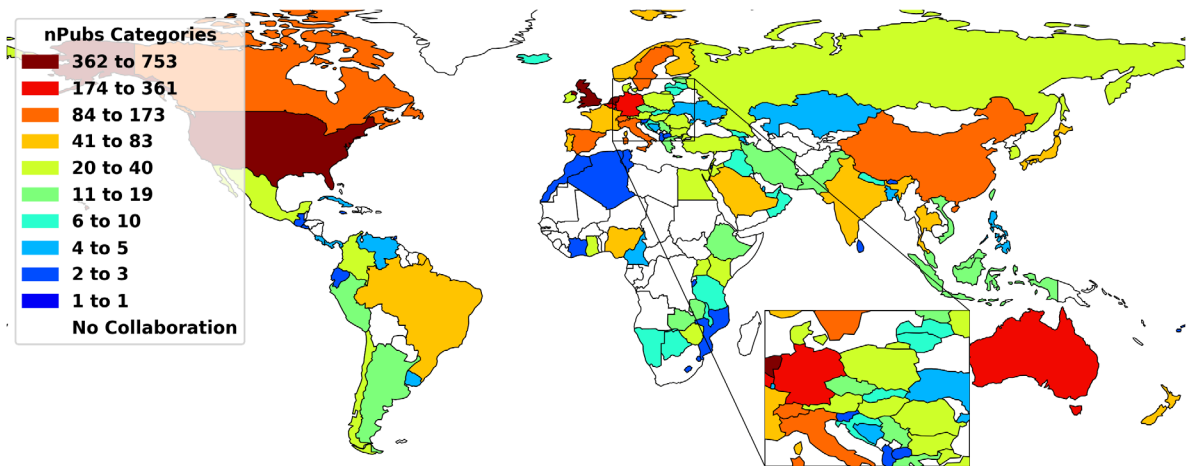 nPubs Categories
362 to 753
174 to 361
84 to 173
41 to 83
20 to 40
11 to 19
6 to 10
4 to 5
2 to 3
1 to 1
No Collaboration